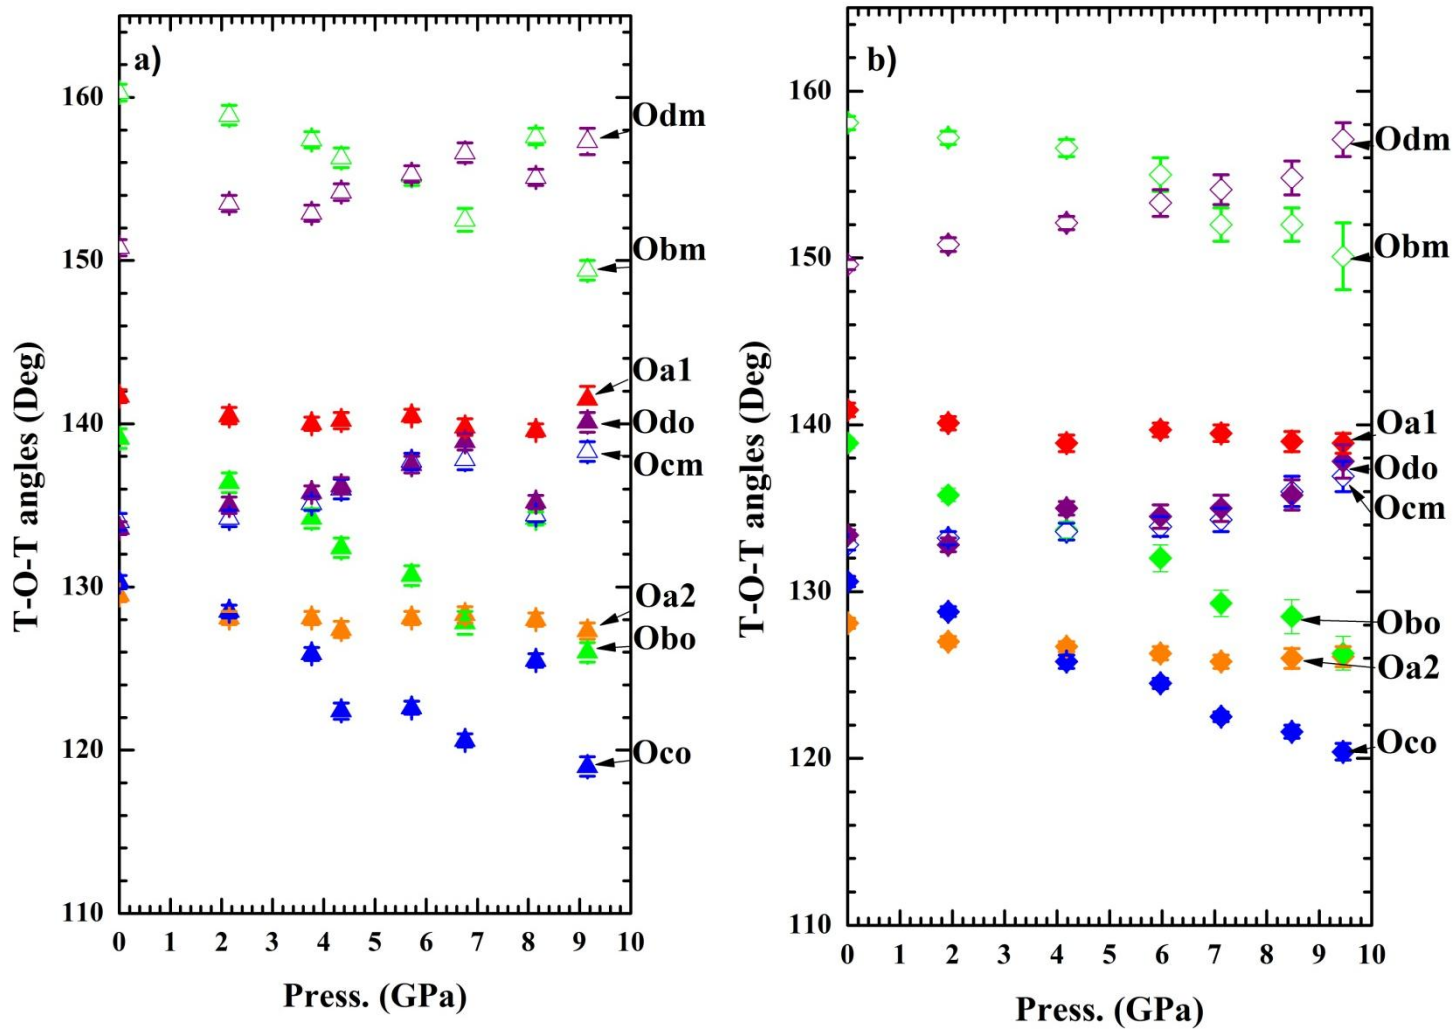 a)
T-O-T angles (Deg)
160
150
140
130
120
110
0 1 2 3 4 5 6 7 8 9 10
Press. (GPa)
Odm
Obm
Oa1
Odo
Ocm
Oa2
Obo
Oco
b)
T-O-T angles (Deg)
160
150
140
130
120
110
0 1 2 3 4 5 6 7 8 9 10
Press. (GPa)
Odm
Obm
Oa1
Odo
Ocm
Obo
Oa2
Oco